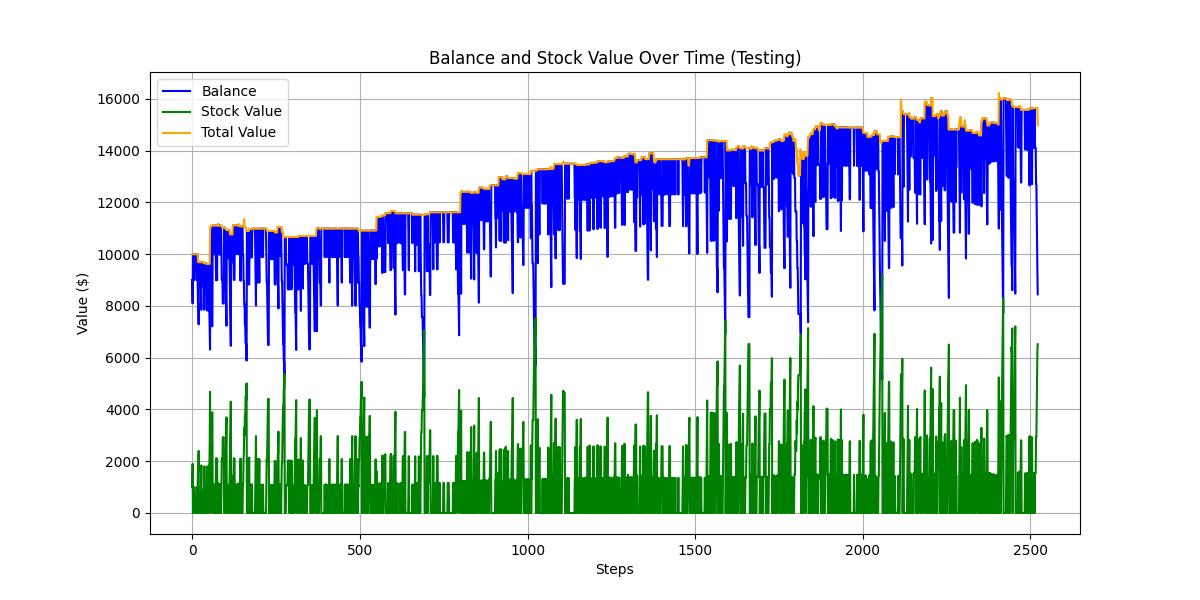 Balance and Stock Value Over Time (Testing)
Balance
Stock Value
Total Value
Value ($)
16000
14000
12000
10000
8000
6000
4000
2000
0
0 500 1000 1500 2000 2500
Steps